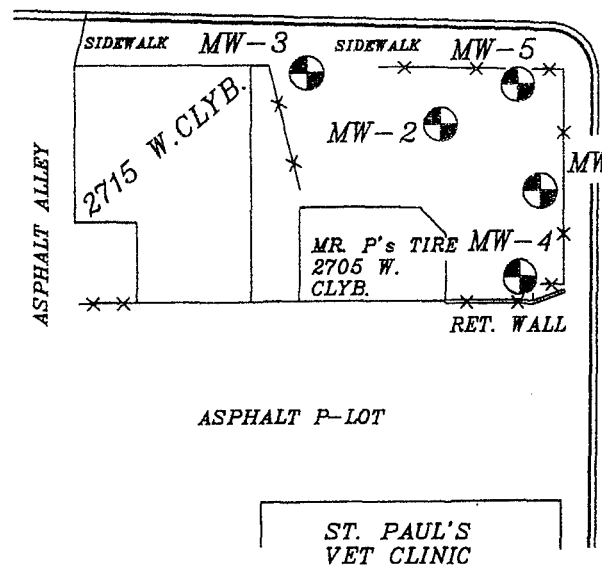 SIDEWALK
MW-3
SIDEWALK
MW-5
2715 W.CLYB.
MW-2
MW
ASPHALT ALLEY
MR. P's TIRE
2705 W.
CLYB.
MW-4
RET. WALL
ASPHALT P-LOT
ST. PAUL'S
VET CLINIC